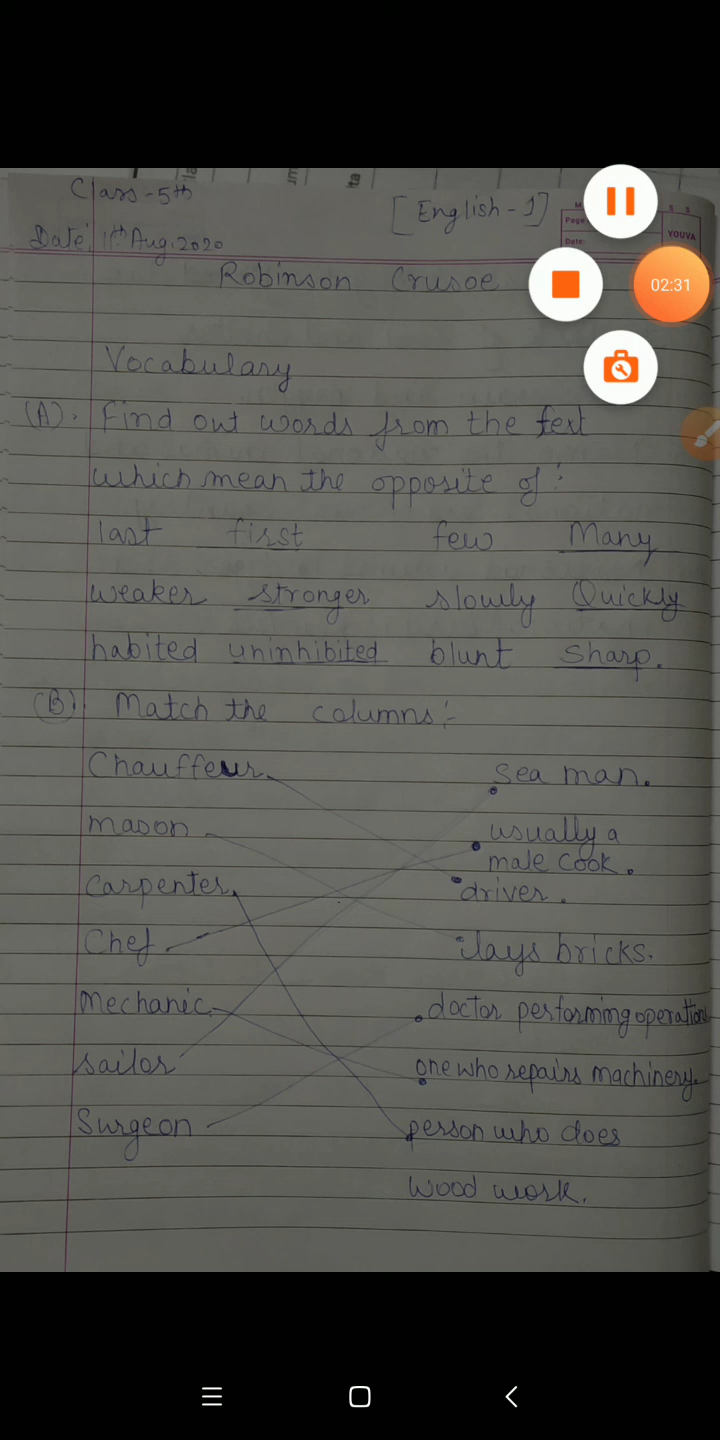 Class - 5th
[English - 1]
Page
YOUVA
Date: 11th Aug. 2020
Date:
Robinson Crusoe
02:31
Vocabulary
(A). Find out words from the text
which mean the opposite of :
last first few Many
weaker stronger slowly Quickly
habited uninhibited blunt sharp.
(B) Match the columns :-
Chauffeur sea man.
mason usually a
male cook.
carpenter driver.
Chef lays bricks.
mechanic doctor performing operations
sailor one who repairs machinery.
Surgeon person who does
wood work.